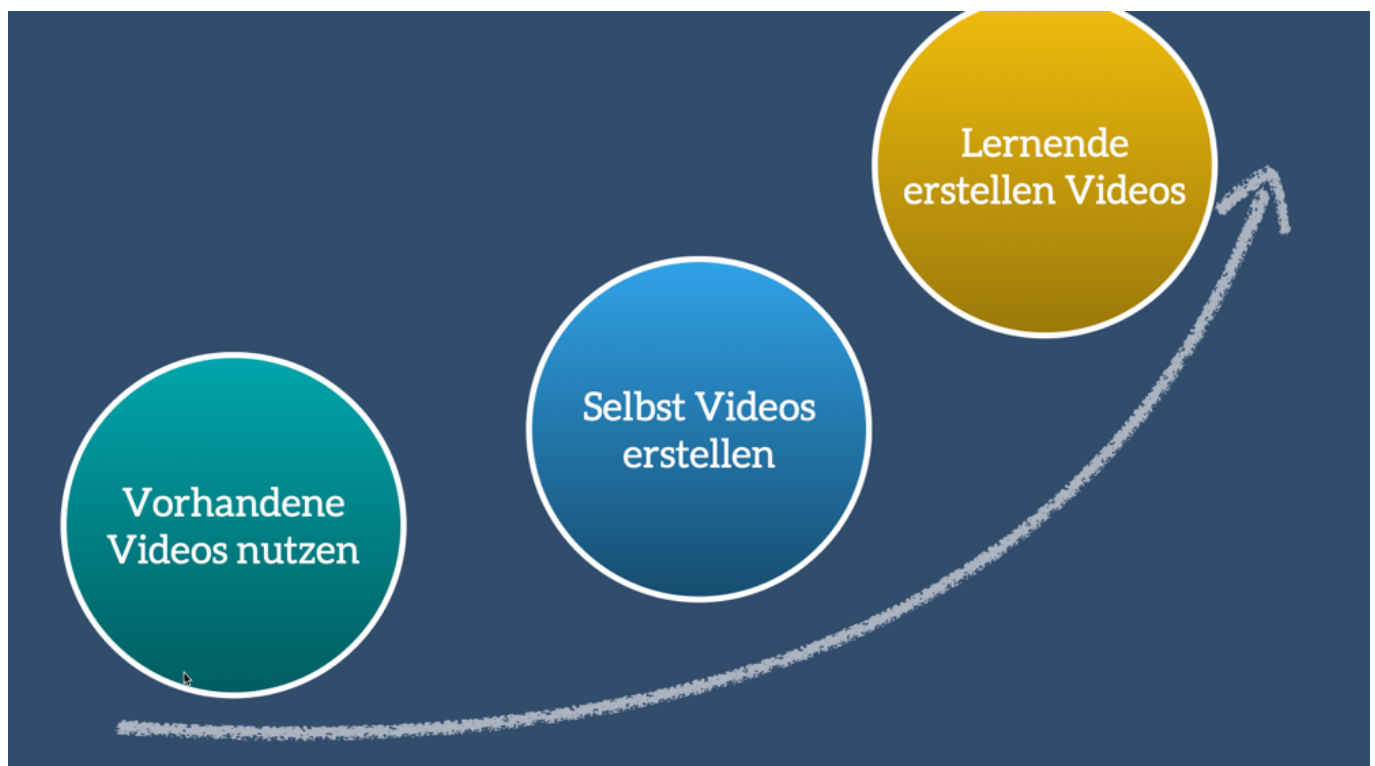 Lernende
erstellen Videos
Selbst Videos
erstellen
Vorhandene
Videos nutzen